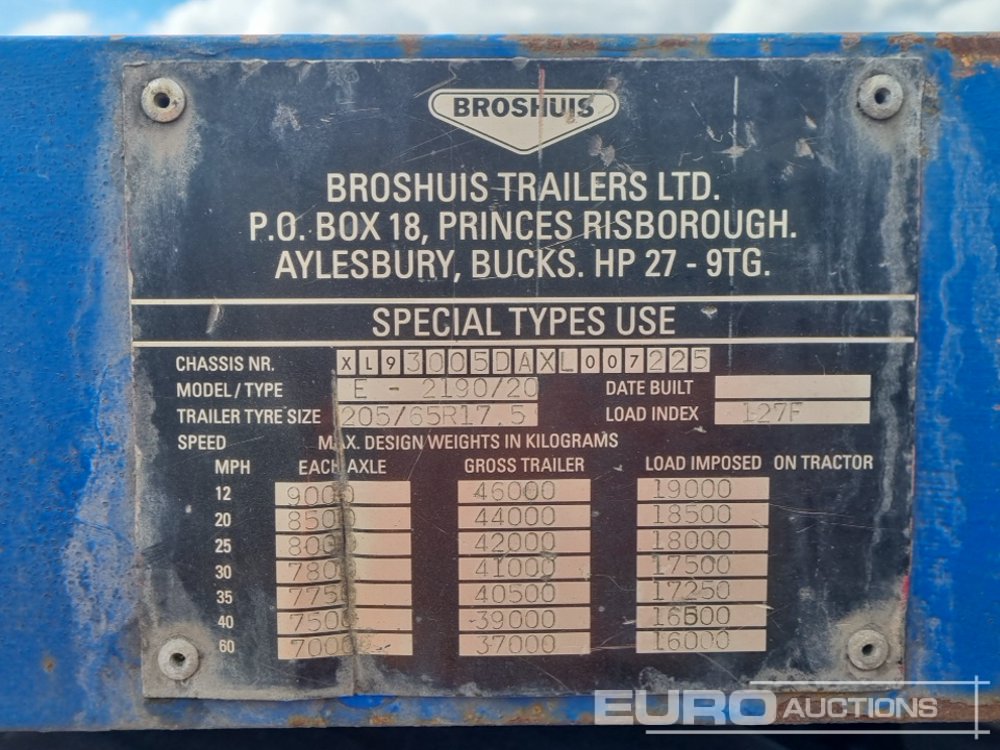 BROSHUIS
BROSHUIS TRAILERS LTD.
P.O. BOX 18, PRINCES RISBOROUGH.
AYLESBURY, BUCKS. HP 27 - 9TG.
SPECIAL TYPES USE
CHASSIS NR. XL93005DAXL007225
MODEL / TYPE E - 2190/20 DATE BUILT
TRAILER TYRE SIZE 205/65R17.5 LOAD INDEX 127F
SPEED MAX. DESIGN WEIGHTS IN KILOGRAMS
MPH EACH AXLE GROSS TRAILER LOAD IMPOSED ON TRACTOR
12 9000 46000 19000
20 8500 44000 18500
25 8000 42000 18000
30 7800 41000 17500
35 7750 40500 17250
40 7500 39000 16500
60 7000 37000 16000
EURO AUCTIONS